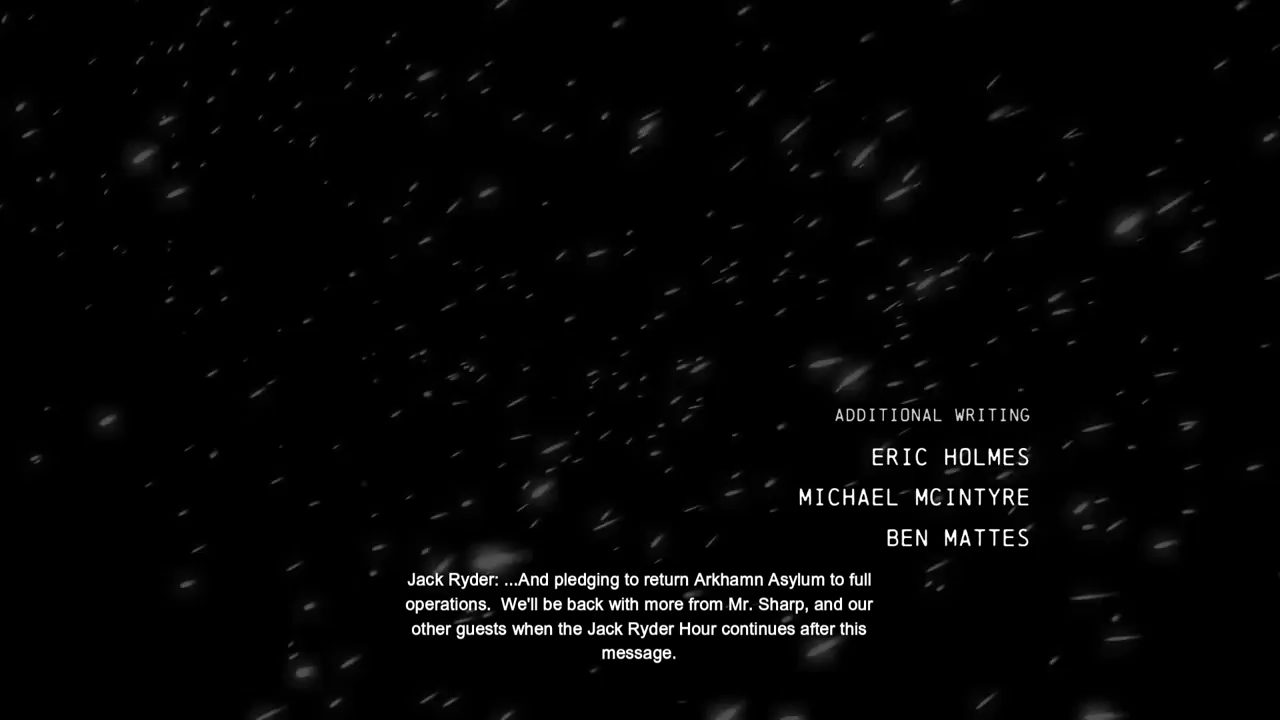 ADDITIONAL WRITING
ERIC HOLMES
MICHAEL MCINTYRE
BEN MATTES
Jack Ryder: ...And pledging to return Arkhamn Asylum to full
operations.  We'll be back with more from Mr. Sharp, and our
other guests when the Jack Ryder Hour continues after this
message.